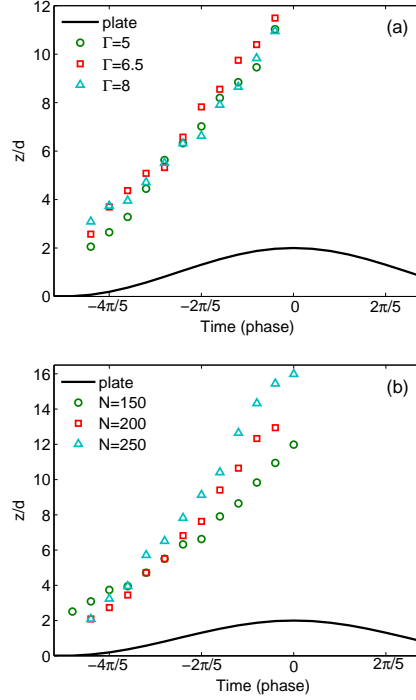 (a)
plate
Γ=5
Γ=6.5
Γ=8
z/d
12
10
8
6
4
2
0
−4π/5
−2π/5
0
2π/5
Time (phase)
(b)
plate
N=150
N=200
N=250
z/d
16
14
12
10
8
6
4
2
0
−4π/5
−2π/5
0
2π/5
Time (phase)